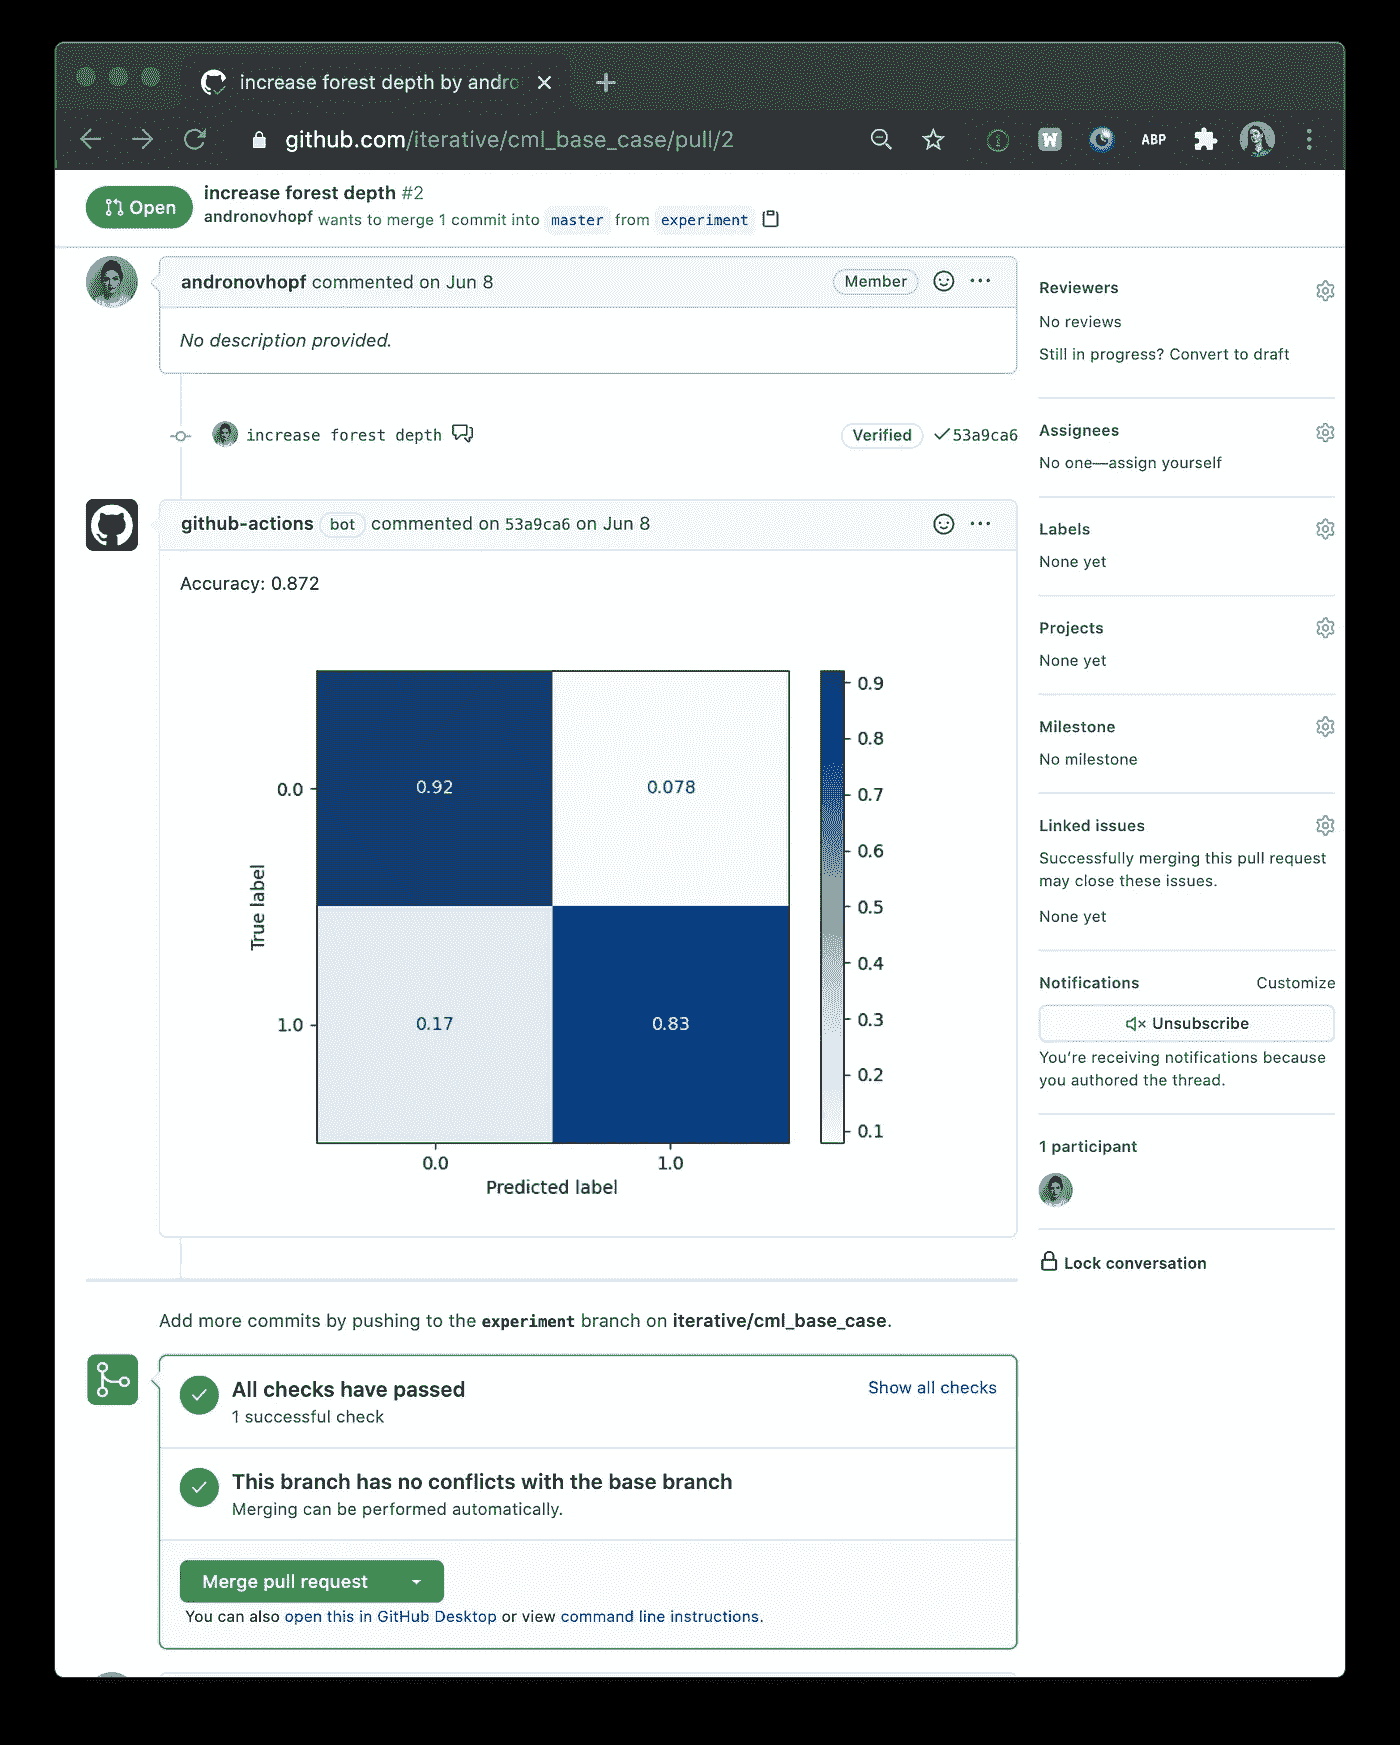 increase forest depth by andro
github.com/iterative/cml_base_case/pull/2
W
ABP
Open
increase forest depth #2
andronovhopf wants to merge 1 commit into master from experiment
andronovhopf commented on Jun 8
Member
No description provided.
increase forest depth
Verified
53a9ca6
github-actions bot commented on 53a9ca6 on Jun 8
Accuracy: 0.872
0.92
0.078
0.17
0.83
True label
0.0
1.0
0.0
1.0
Predicted label
0.9
0.8
0.7
0.6
0.5
0.4
0.3
0.2
0.1
Reviewers
No reviews
Still in progress? Convert to draft
Assignees
No one—assign yourself
Labels
None yet
Projects
None yet
Milestone
No milestone
Linked issues
Successfully merging this pull request
may close these issues.
None yet
Notifications
Customize
Unsubscribe
You're receiving notifications because
you authored the thread.
1 participant
Lock conversation
Add more commits by pushing to the experiment branch on iterative/cml_base_case.
All checks have passed
Show all checks
1 successful check
This branch has no conflicts with the base branch
Merging can be performed automatically.
Merge pull request
You can also open this in GitHub Desktop or view command line instructions.